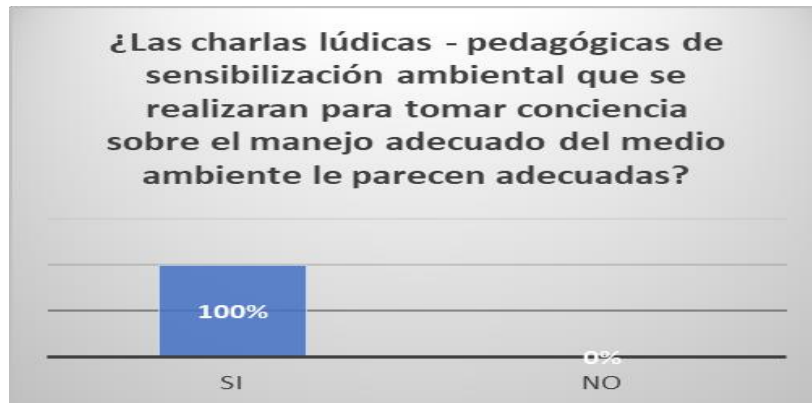 ¿Las charlas lúdicas - pedagógicas de
sensibilización ambiental que se
realizaran para tomar conciencia
sobre el manejo adecuado del medio
ambiente le parecen adecuadas?
100%
0%
SI
NO